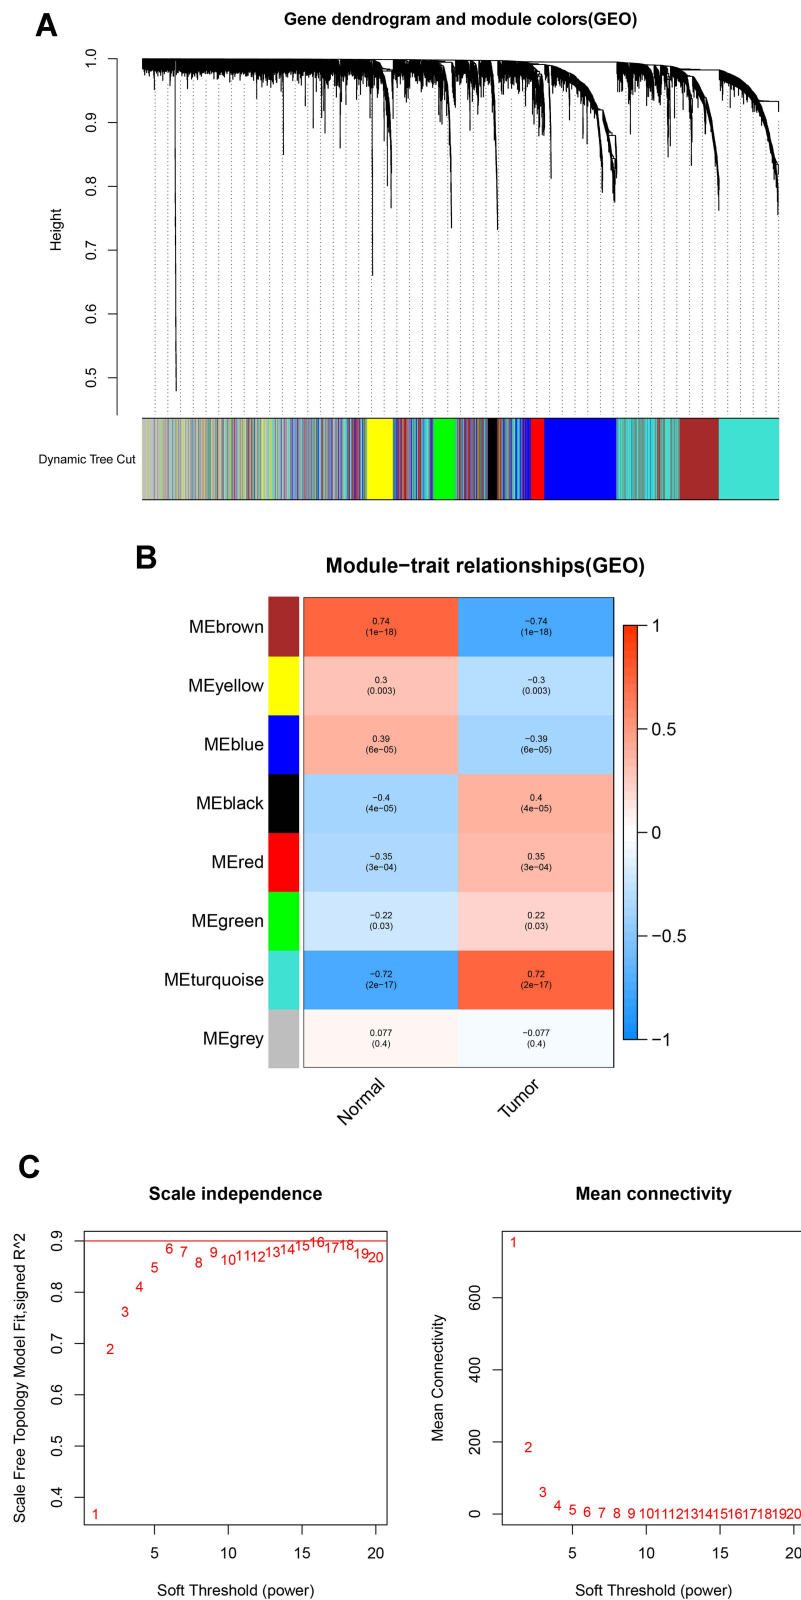 A
Gene dendrogram and module colors(GEO)
Height
1.0
0.9
0.8
0.7
0.6
0.5
Dynamic Tree Cut
B
Module−trait relationships(GEO)
MEbrown
0.74
(1e−18)
−0.74
(1e−18)
MEyellow
0.3
(0.003)
−0.3
(0.003)
MEblue
0.39
(6e−05)
−0.39
(6e−05)
MEblack
−0.4
(4e−05)
0.4
(4e−05)
MEred
−0.35
(3e−04)
0.35
(3e−04)
MEgreen
−0.22
(0.03)
0.22
(0.03)
MEturquoise
−0.72
(2e−17)
0.72
(2e−17)
MEgrey
0.077
(0.4)
−0.077
(0.4)
Normal
Tumor
1
0.5
0
−0.5
−1
C
Scale independence
Scale Free Topology Model Fit,signed R^2
0.9
0.8
0.7
0.6
0.5
0.4
1 2 3 4 5 6 7 8 9 10 11 12 13 14 15 16 17 18 19 20
5 10 15 20
Soft Threshold (power)
Mean connectivity
Mean Connectivity
600
400
200
0
1 2 3 4 5 6 7 8 9 10 11 12 13 14 15 16 17 18 19 20
5 10 15 20
Soft Threshold (power)